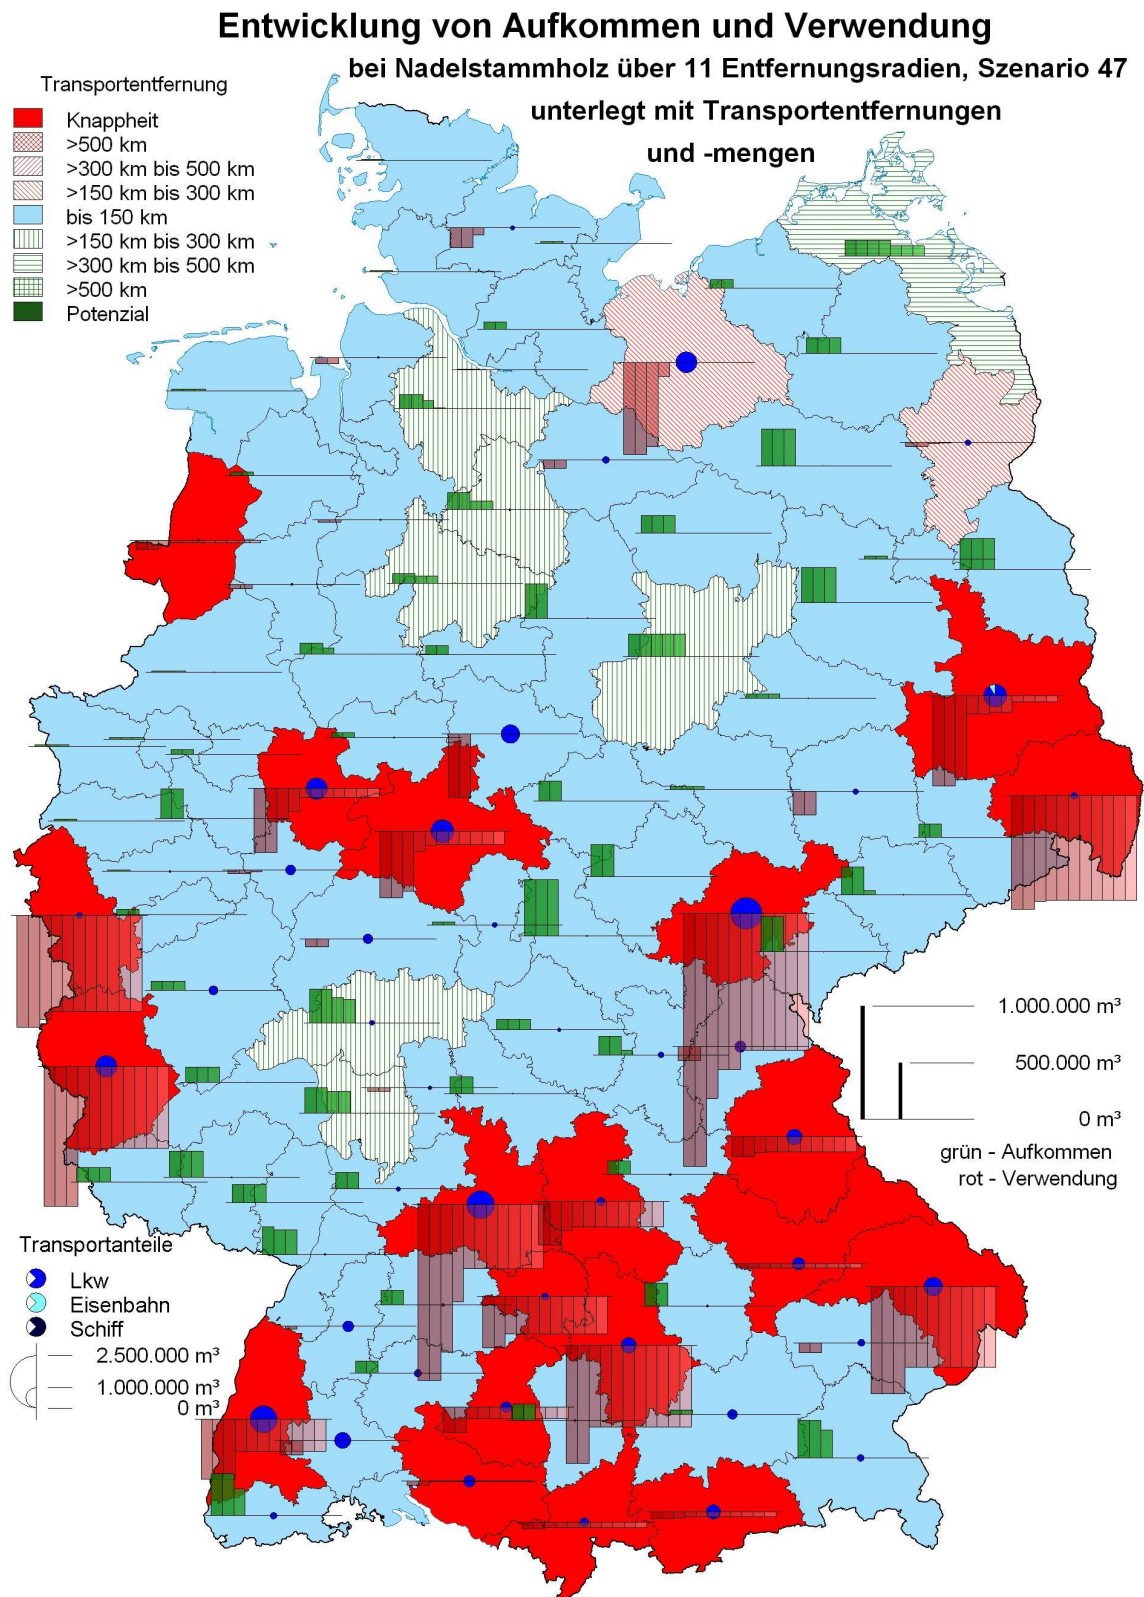 Entwicklung von Aufkommen und Verwendung
bei Nadelstammholz über 11 Entfernungsradien, Szenario 47
unterlegt mit Transportentfernungen
und -mengen
Transportentfernung
Knappheit
>500 km
>300 km bis 500 km
>150 km bis 300 km
bis 150 km
>150 km bis 300 km
>300 km bis 500 km
>500 km
Potenzial
1.000.000 m³
500.000 m³
0 m³
grün - Aufkommen
rot - Verwendung
Transportanteile
Lkw
Eisenbahn
Schiff
2.500.000 m³
1.000.000 m³
0 m³